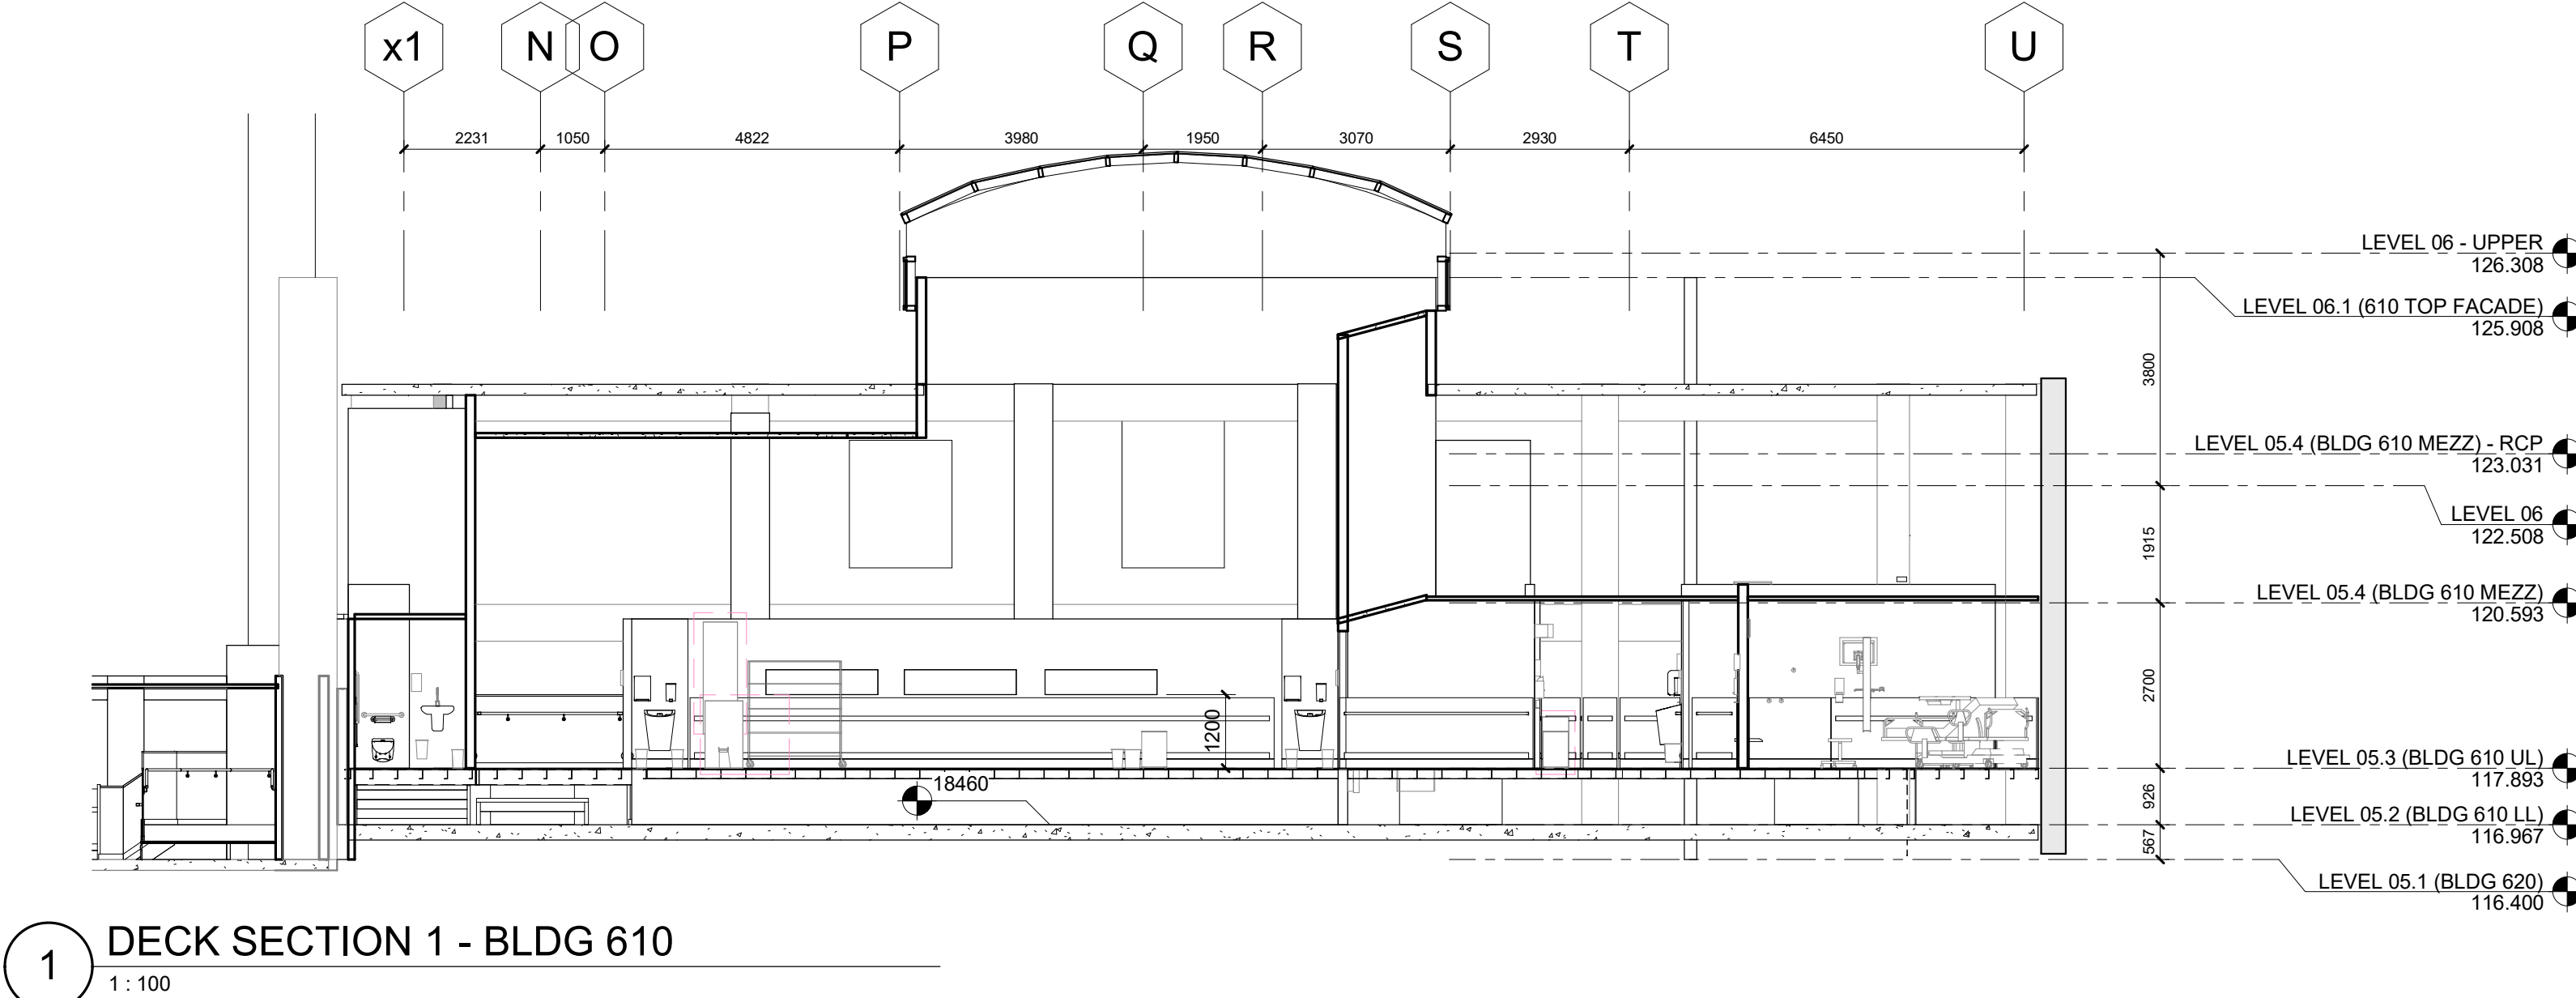 x1 N O P Q R S T U
2231 1050 4822 3980 1950 3070 2930 6450
LEVEL 06 - UPPER
126.308
LEVEL 06.1 (610 TOP FACADE)
125.908
3800
LEVEL 05.4 (BLDG 610 MEZZ) - RCP
123.031
LEVEL 06
122.508
1915
LEVEL 05.4 (BLDG 610 MEZZ)
120.593
2700
1200
LEVEL 05.3 (BLDG 610 UL)
117.893
18460
926
LEVEL 05.2 (BLDG 610 LL)
116.967
567
LEVEL 05.1 (BLDG 620)
116.400
1
DECK SECTION 1 - BLDG 610
1 : 100